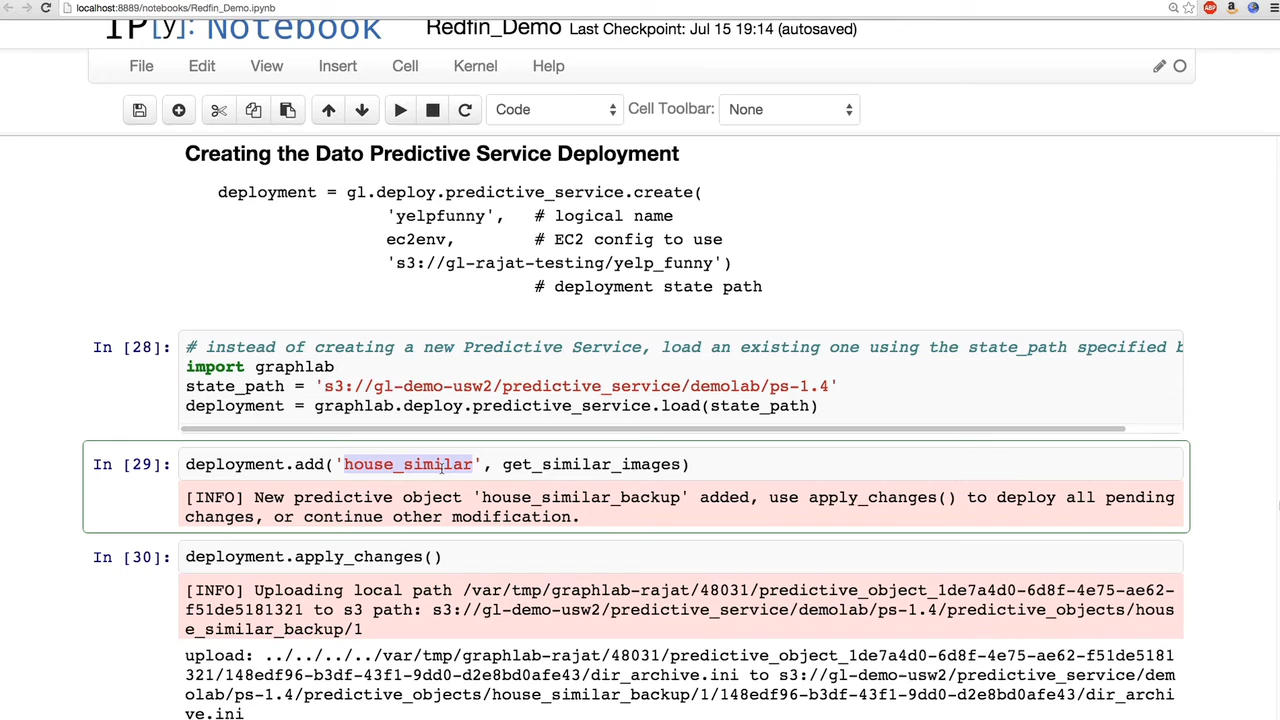 localhost:8889/notebooks/Redfin_Demo.ipynb
ABP
IP[y]: Notebook Redfin_Demo Last Checkpoint: Jul 15 19:14 (autosaved)
File Edit View Insert Cell Kernel Help
Code Cell Toolbar: None
Creating the Dato Predictive Service Deployment
deployment = gl.deploy.predictive_service.create(
'yelpfunny', # logical name
ec2env, # EC2 config to use
's3://gl-rajat-testing/yelp_funny')
# deployment state path
In [28]: # instead of creating a new Predictive Service, load an existing one using the state_path specified b
import graphlab
state_path = 's3://gl-demo-usw2/predictive_service/demolab/ps-1.4'
deployment = graphlab.deploy.predictive_service.load(state_path)
In [29]: deployment.add('house_similar', get_similar_images)
[INFO] New predictive object 'house_similar_backup' added, use apply_changes() to deploy all pending
changes, or continue other modification.
In [30]: deployment.apply_changes()
[INFO] Uploading local path /var/tmp/graphlab-rajat/48031/predictive_object_1de7a4d0-6d8f-4e75-ae62-
f51de5181321 to s3 path: s3://gl-demo-usw2/predictive_service/demolab/ps-1.4/predictive_objects/hous
e_similar_backup/1
upload: ../../../../var/tmp/graphlab-rajat/48031/predictive_object_1de7a4d0-6d8f-4e75-ae62-f51de5181
321/148edf96-b3df-43f1-9dd0-d2e8bd0afe43/dir_archive.ini to s3://gl-demo-usw2/predictive_service/dem
olab/ps-1.4/predictive_objects/house_similar_backup/1/148edf96-b3df-43f1-9dd0-d2e8bd0afe43/dir_archi
ve.ini